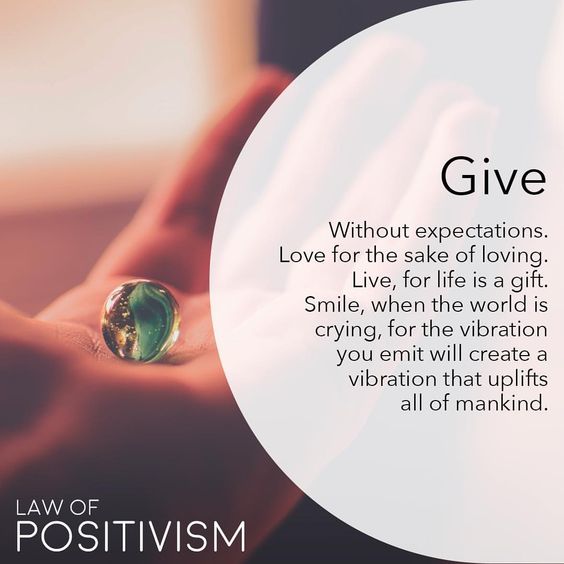 Give
Without expectations.
Love for the sake of loving.
Live, for life is a gift.
Smile, when the world is
crying, for the vibration
you emit will create a
vibration that uplifts
all of mankind.
LAW OF
POSITIVISM